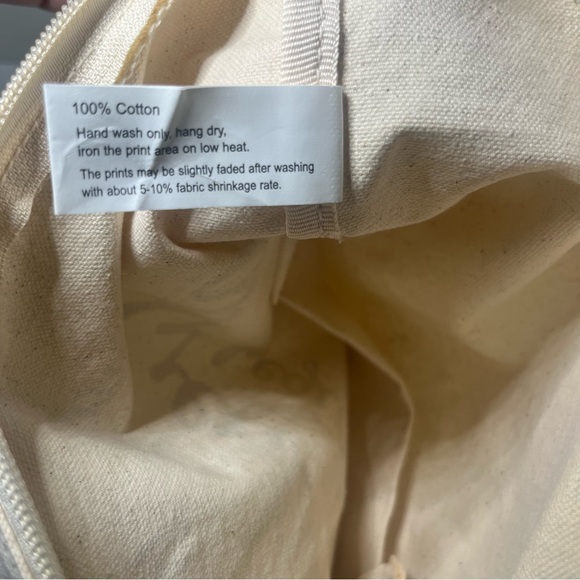 100% Cotton
Hand wash only, hang dry,
iron the print area on low heat.
The prints may be slightly faded after washing
with about 5-10% fabric shrinkage rate.